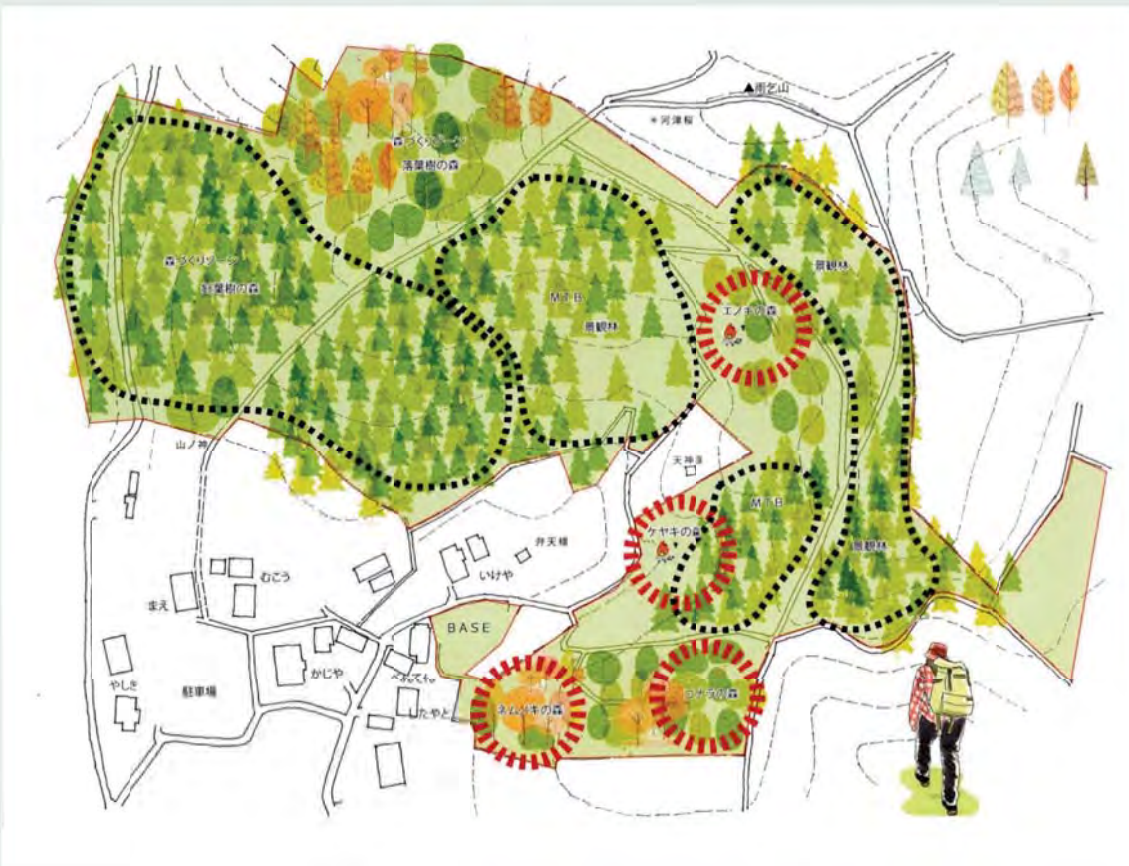 ▲雨乞山
*河津桜
森づくりゾーン
落葉樹の森
森づくりゾーン
針葉樹の森
景観林
MTB
景観林
エノキの森
山ノ神
天神澤
MTB
ケヤキの森
景観林
弁天様
いけや
むこう
まえ
BASE
かじや
やしき
駐車場
したやと
ネムノキの森
コナラの森